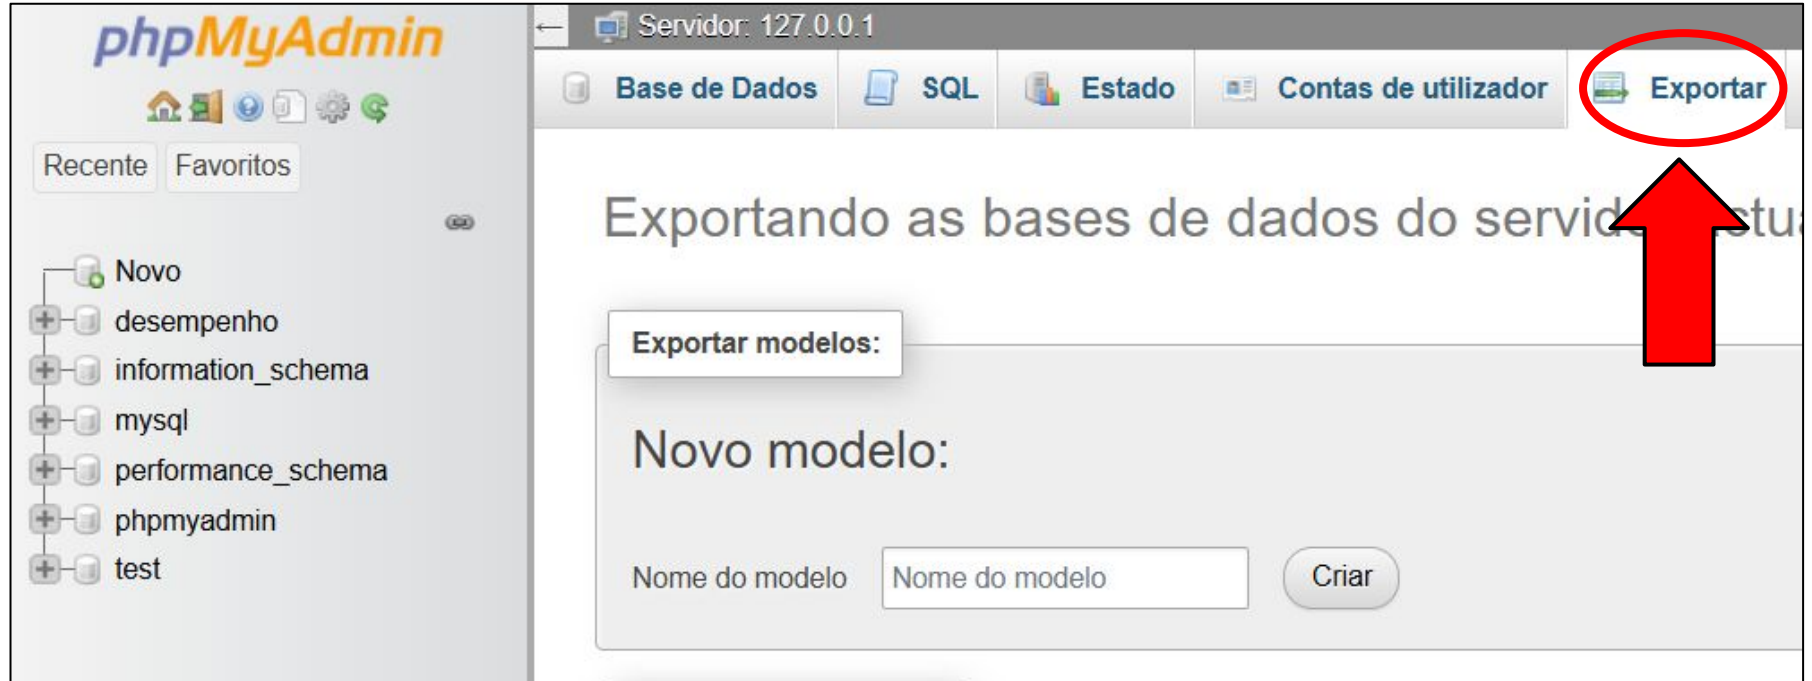 phpMyAdmin
Recente Favoritos
Novo
desempenho
information_schema
mysql
performance_schema
phpmyadmin
test
← Servidor: 127.0.0.1
Base de Dados SQL Estado Contas de utilizador Exportar
Exportando as bases de dados do
Exportar modelos:
Novo modelo:
Nome do modelo Nome do modelo Criar